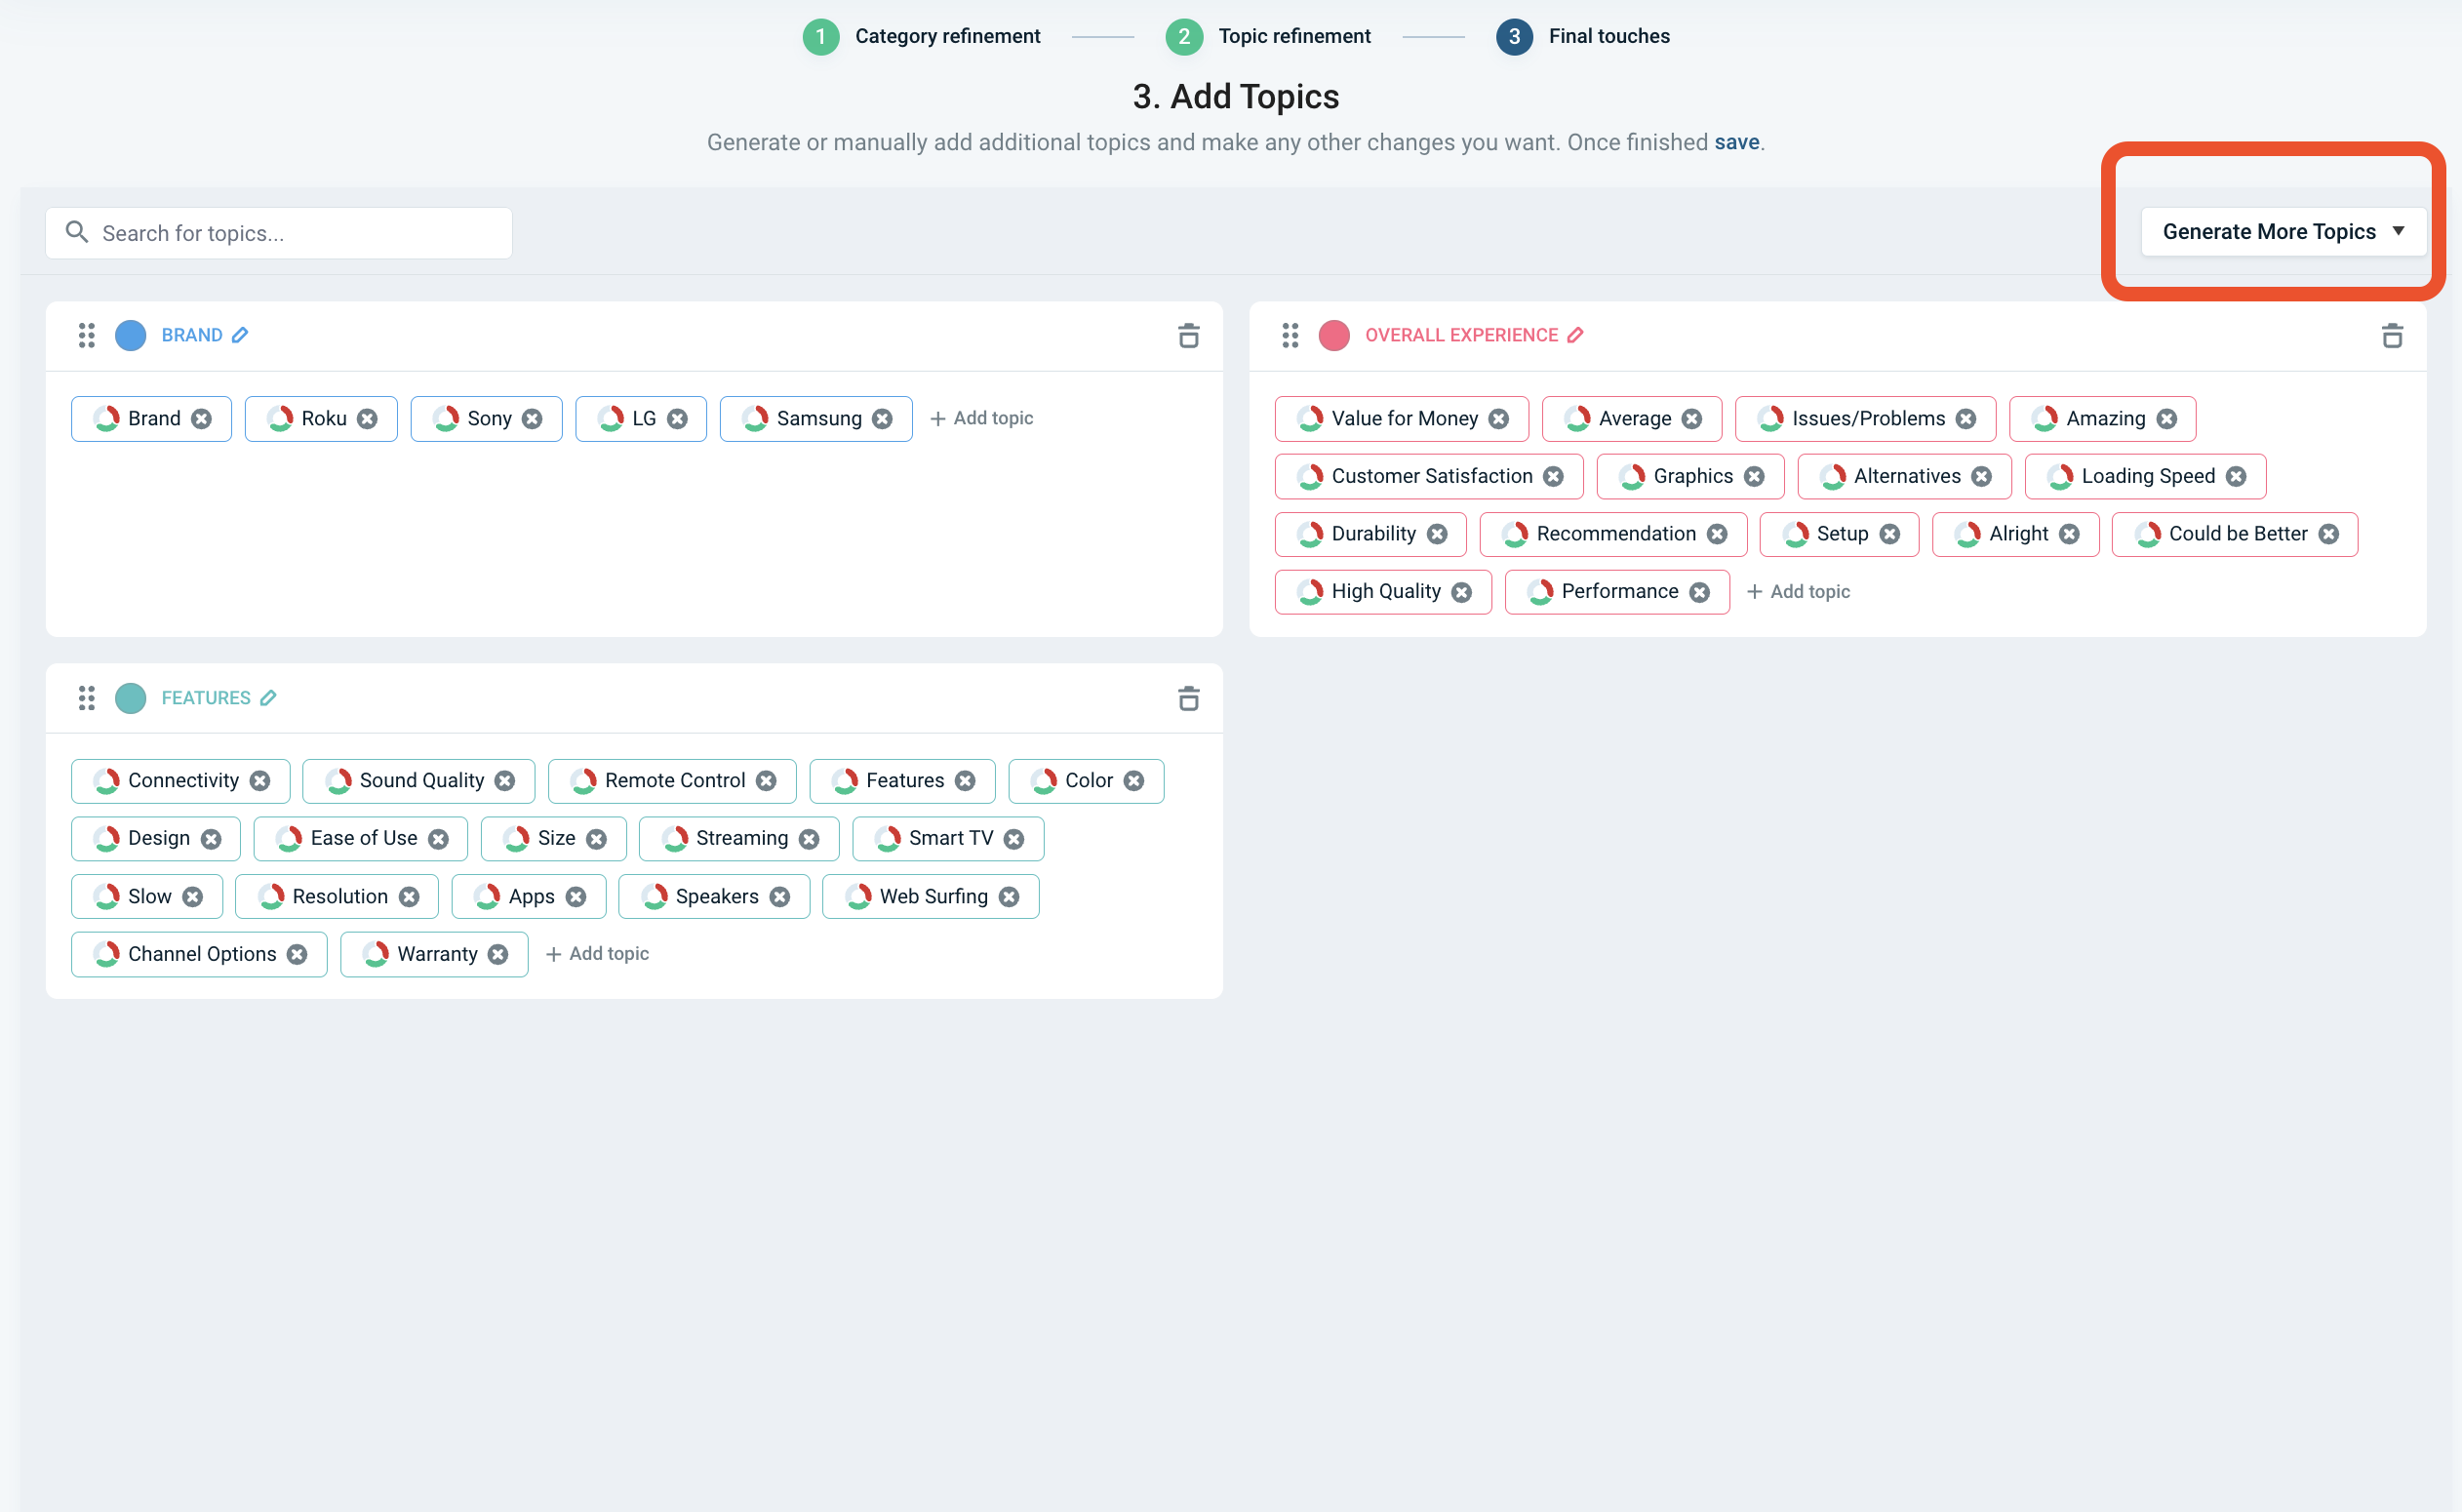 1 Category refinement 2 Topic refinement 3 Final touches
3. Add Topics
Generate or manually add additional topics and make any other changes you want. Once finished save.
Search for topics...
Generate More Topics
BRAND
Brand Roku Sony LG Samsung + Add topic
OVERALL EXPERIENCE
Value for Money Average Issues/Problems Amazing
Customer Satisfaction Graphics Alternatives Loading Speed
Durability Recommendation Setup Alright Could be Better
High Quality Performance + Add topic
FEATURES
Connectivity Sound Quality Remote Control Features Color
Design Ease of Use Size Streaming Smart TV
Slow Resolution Apps Speakers Web Surfing
Channel Options Warranty + Add topic